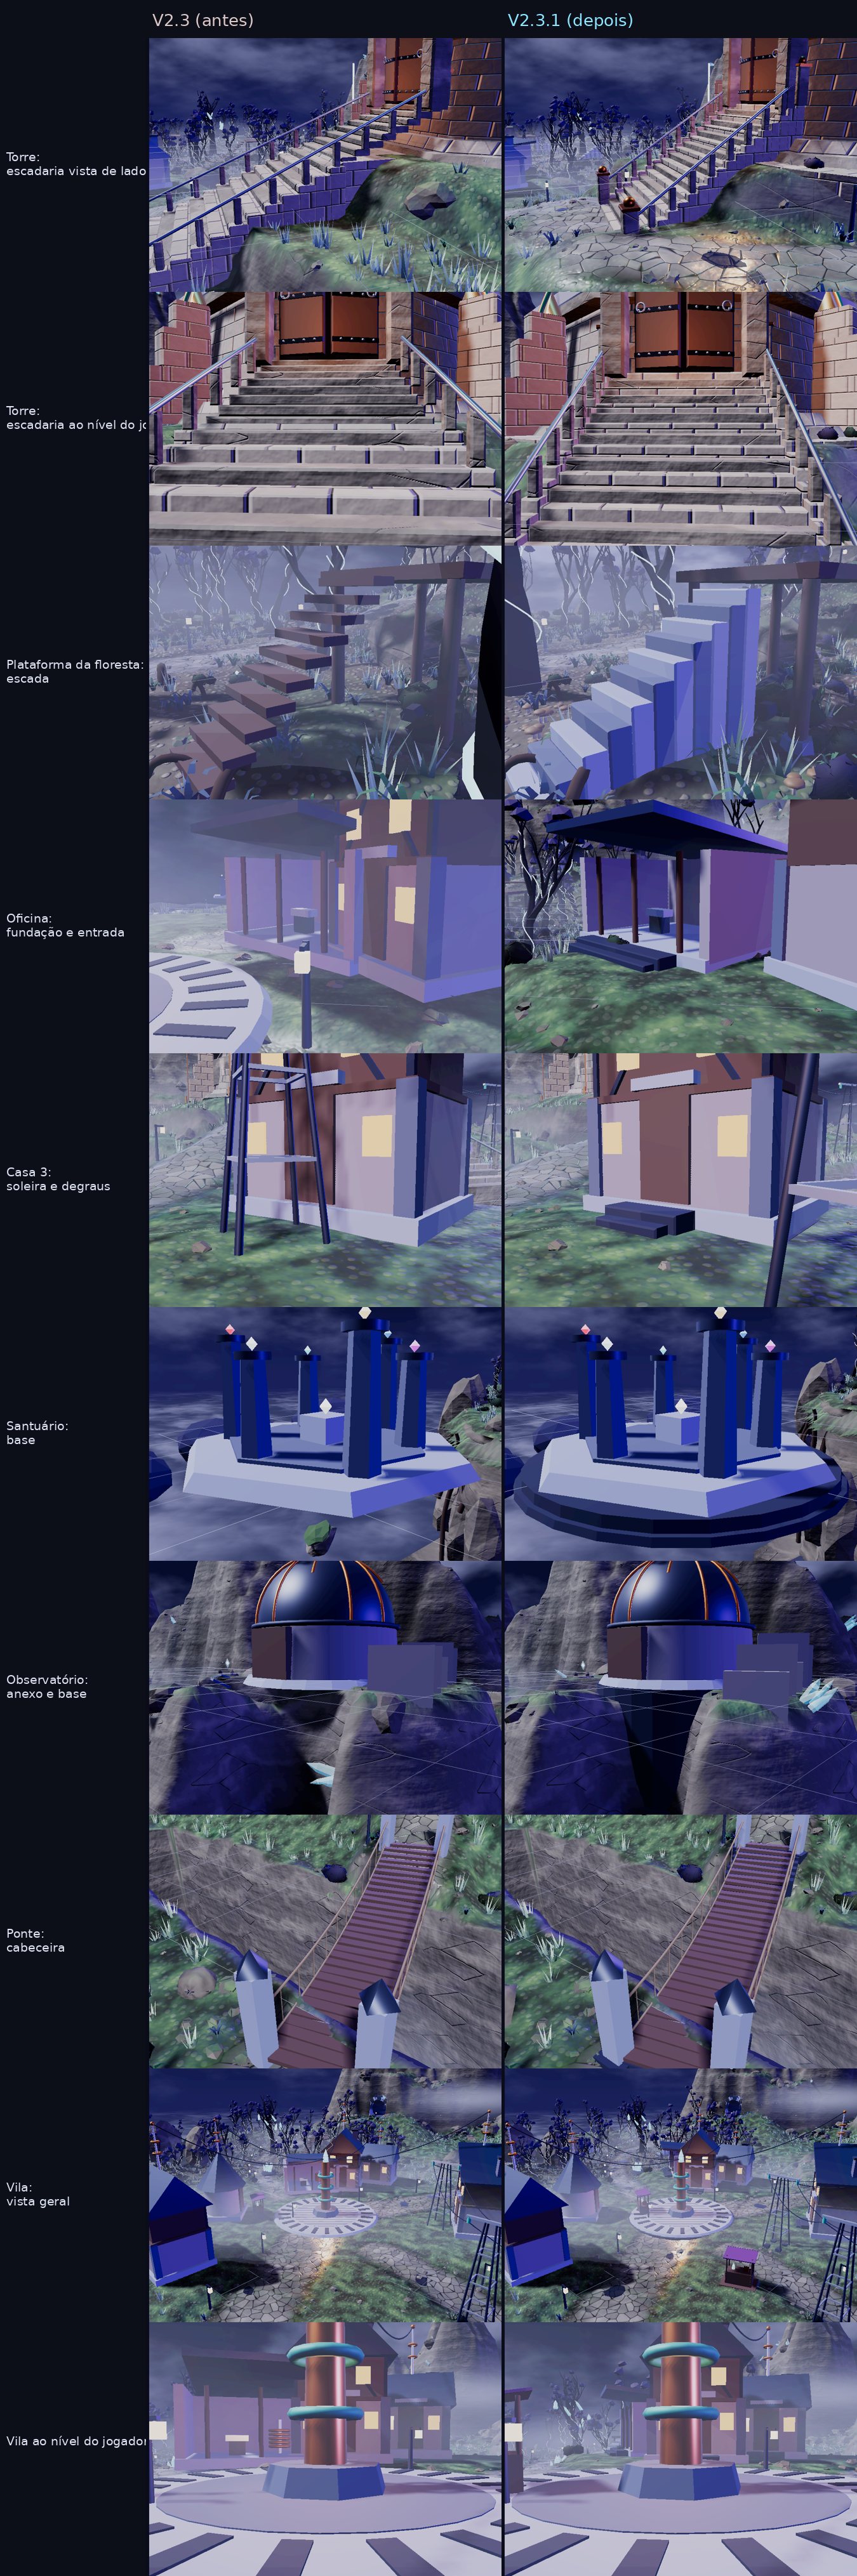 V2.3 (antes)
V2.3.1 (depois)
Torre:
escadaria vista de lado
Torre:
escadaria ao nível do jo
Plataforma da floresta:
escada
Oficina:
fundação e entrada
Casa 3:
soleira e degraus
Santuário:
base
Observatório:
anexo e base
Ponte:
cabeceira
Vila:
vista geral
Vila ao nível do jogador